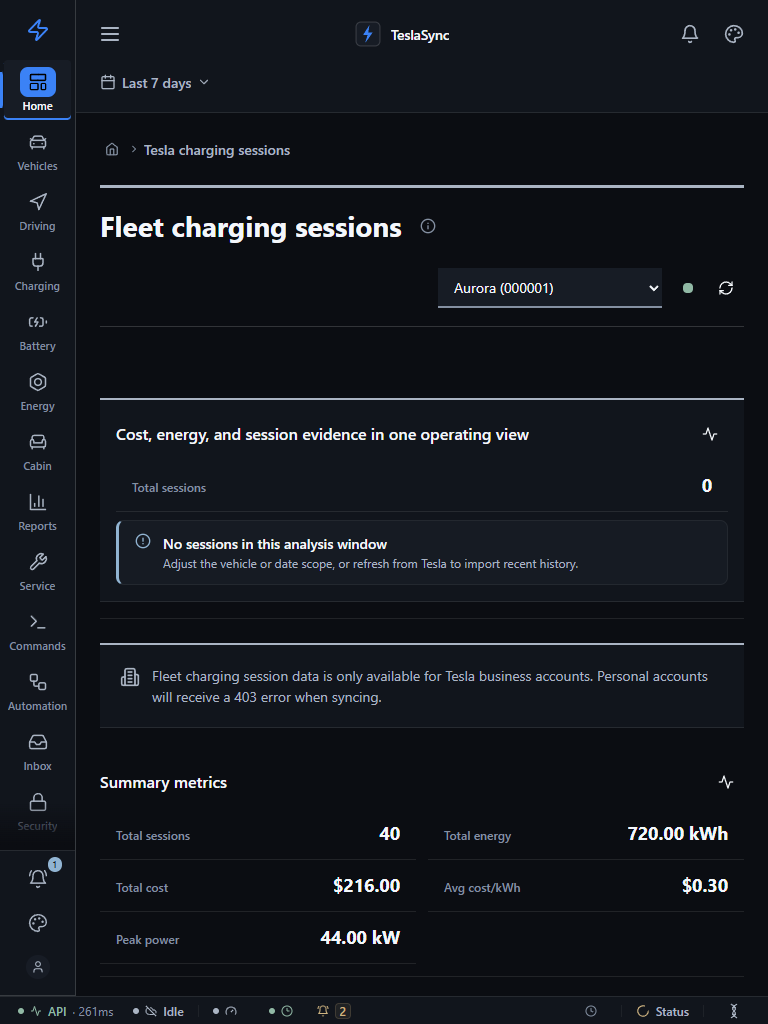 TeslaSync
Last 7 days
Home
Vehicles
Driving
Charging
Battery
Energy
Cabin
Reports
Service
Commands
Automation
Inbox
Security
1
Tesla charging sessions
Fleet charging sessions
Aurora (000001)
Cost, energy, and session evidence in one operating view
Total sessions 0
No sessions in this analysis window
Adjust the vehicle or date scope, or refresh from Tesla to import recent history.
Fleet charging session data is only available for Tesla business accounts. Personal accounts
will receive a 403 error when syncing.
Summary metrics
Total sessions 40
Total energy 720.00 kWh
Total cost $216.00
Avg cost/kWh $0.30
Peak power 44.00 kW
API · 261ms Idle 2 Status